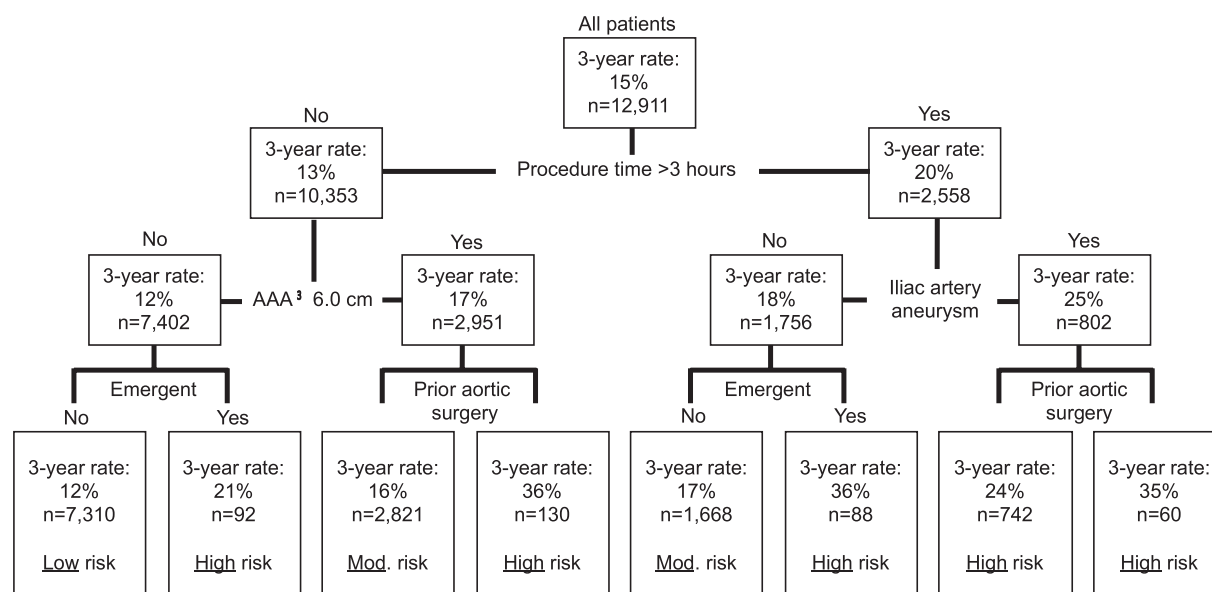 All patients
3-year rate:
15%
n=12,911
No
3-year rate:
13%
n=10,353
Procedure time >3 hours
Yes
3-year rate:
20%
n=2,558
No
3-year rate:
12%
n=7,402
AAA ³ 6.0 cm
Yes
3-year rate:
17%
n=2,951
No
3-year rate:
18%
n=1,756
Iliac artery
aneurysm
Yes
3-year rate:
25%
n=802
Emergent
No
3-year rate:
12%
n=7,310
Low risk
Yes
3-year rate:
21%
n=92
High risk
Prior aortic
surgery
3-year rate:
16%
n=2,821
Mod. risk
3-year rate:
36%
n=130
High risk
Emergent
No
3-year rate:
17%
n=1,668
Mod. risk
Yes
3-year rate:
36%
n=88
High risk
Prior aortic
surgery
3-year rate:
24%
n=742
High risk
3-year rate:
35%
n=60
High risk